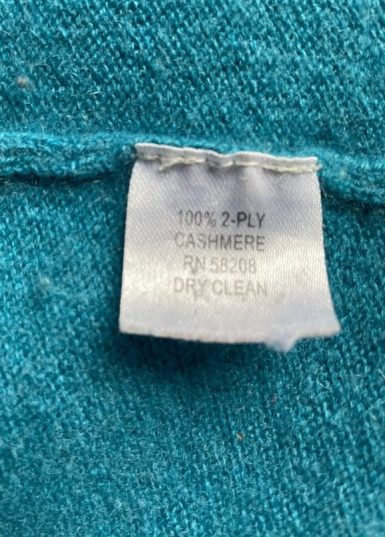 100% 2-PLY
CASHMERE
RN 58208
DRY CLEAN